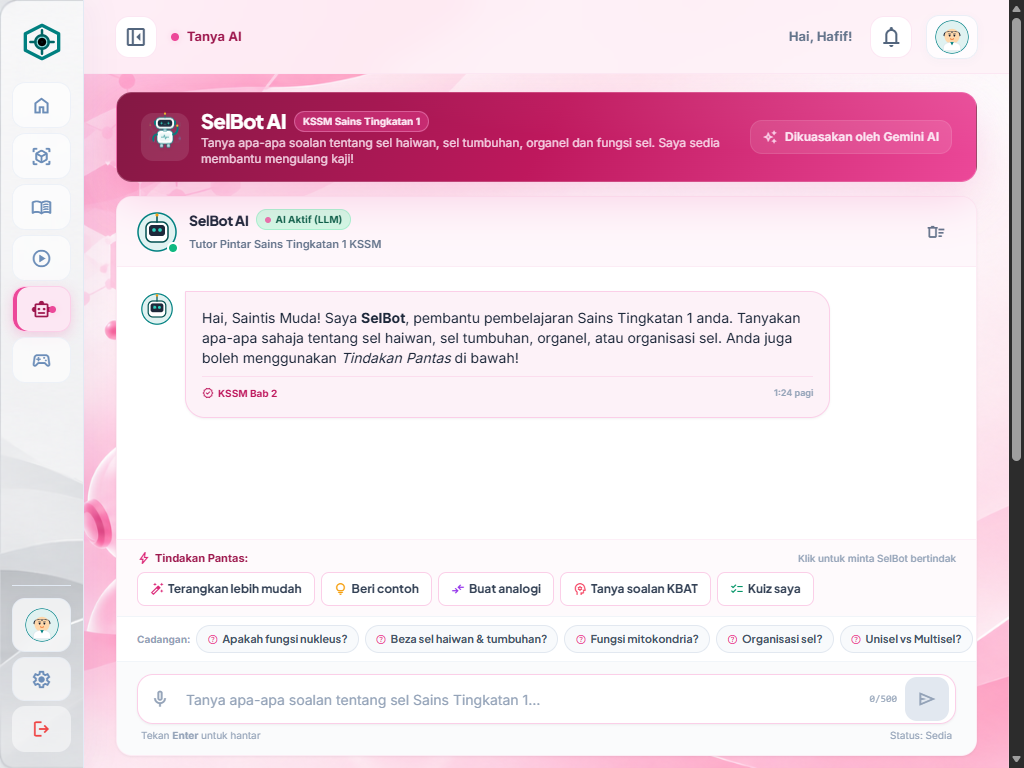 Tanya AI
Hai, Hafif!
SelBot AI
KSSM Sains Tingkatan 1
Tanya apa-apa soalan tentang sel haiwan, sel tumbuhan, organel dan fungsi sel. Saya sedia
membantu mengulang kaji!
Dikuasakan oleh Gemini AI
SelBot AI
AI Aktif (LLM)
Tutor Pintar Sains Tingkatan 1 KSSM
Hai, Saintis Muda! Saya SelBot, pembantu pembelajaran Sains Tingkatan 1 anda. Tanyakan
apa-apa sahaja tentang sel haiwan, sel tumbuhan, organel, atau organisasi sel. Anda juga
boleh menggunakan Tindakan Pantas di bawah!
KSSM Bab 2
1:24 pagi
Tindakan Pantas:
Klik untuk minta SelBot bertindak
Terangkan lebih mudah
Beri contoh
Buat analogi
Tanya soalan KBAT
Kuiz saya
Cadangan:
Apakah fungsi nukleus?
Beza sel haiwan & tumbuhan?
Fungsi mitokondria?
Organisasi sel?
Unisel vs Multisel?
Tanya apa-apa soalan tentang sel Sains Tingkatan 1...
0/500
Tekan Enter untuk hantar
Status: Sedia